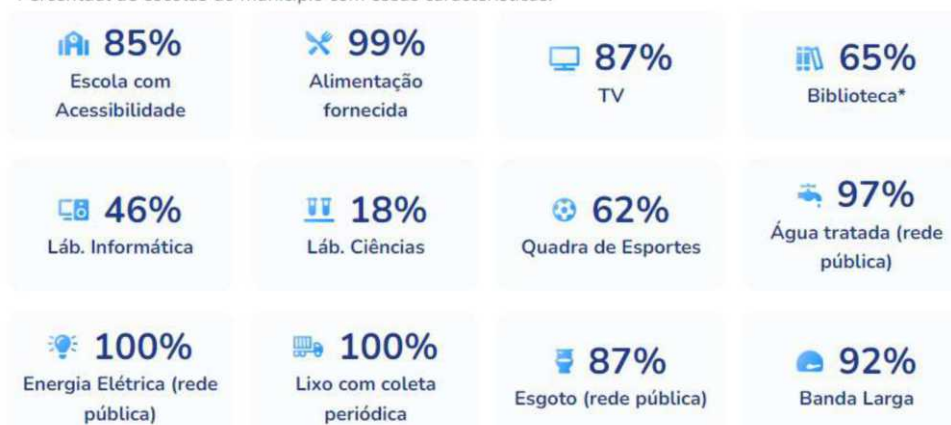 85%
Escola com
Acessibilidade
99%
Alimentação
fornecida
87%
TV
65%
Biblioteca*
46%
Láb. Informática
18%
Láb. Ciências
62%
Quadra de Esportes
97%
Água tratada (rede
pública)
100%
Energia Elétrica (rede
pública)
100%
Lixo com coleta
periódica
87%
Esgoto (rede pública)
92%
Banda Larga